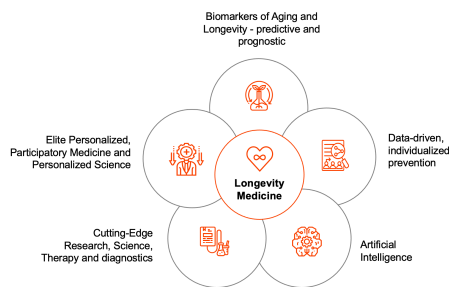 Biomarkers of Aging and
Longevity - predictive and
prognostic
Elite Personalized,
Participatory Medicine and
Personalized Science
Data-driven,
individualized
prevention
Longevity
Medicine
Cutting-Edge
Research, Science,
Therapy and diagnostics
Artificial
Intelligence